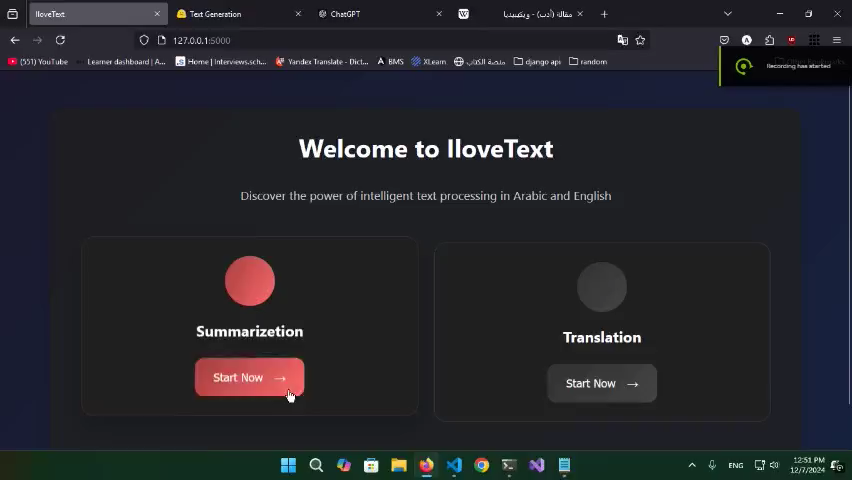 IloveText
Text Generation
ChatGPT
W مقالة (أدب) - ويكيبيديا
127.0.0.1:5000
(551) YouTube
Learner dashboard | A...
Home | Interviews.sch...
Yandex Translate – Dict...
BMS
XLearn
منصة الكتاب
django api
random
Other Bookmarks
Recording has started
Welcome to IloveText
Discover the power of intelligent text processing in Arabic and English
Summarizetion
Start Now →
Translation
Start Now →
ENG
12:51 PM
12/7/2024